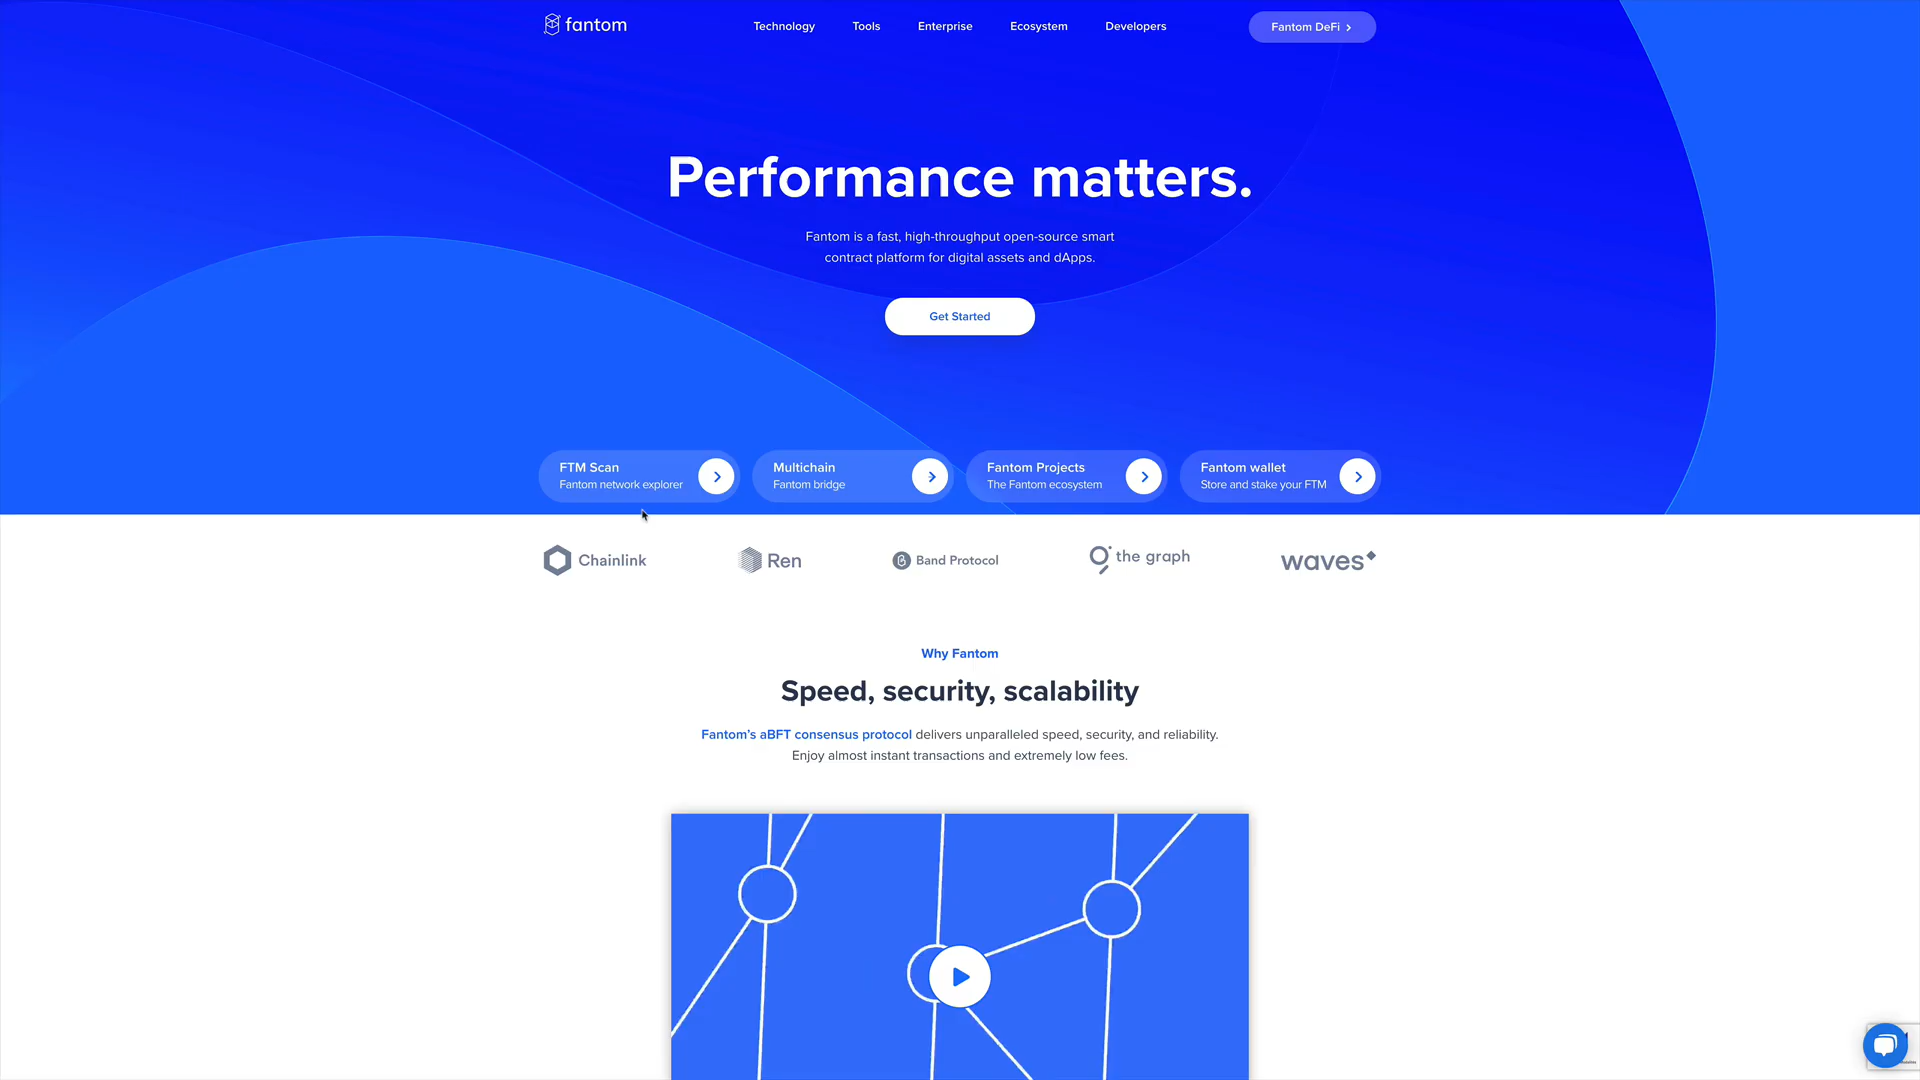 fantom
Technology
Tools
Enterprise
Ecosystem
Developers
Fantom DeFi
Performance matters.
Fantom is a fast, high-throughput open-source smart
contract platform for digital assets and dApps.
Get Started
FTM Scan
Fantom network explorer
Multichain
Fantom bridge
Fantom Projects
The Fantom ecosystem
Fantom wallet
Store and stake your FTM
Chainlink
Ren
Band Protocol
the graph
waves
Why Fantom
Speed, security, scalability
Fantom’s aBFT consensus protocol delivers unparalleled speed, security, and reliability.
Enjoy almost instant transactions and extremely low fees.